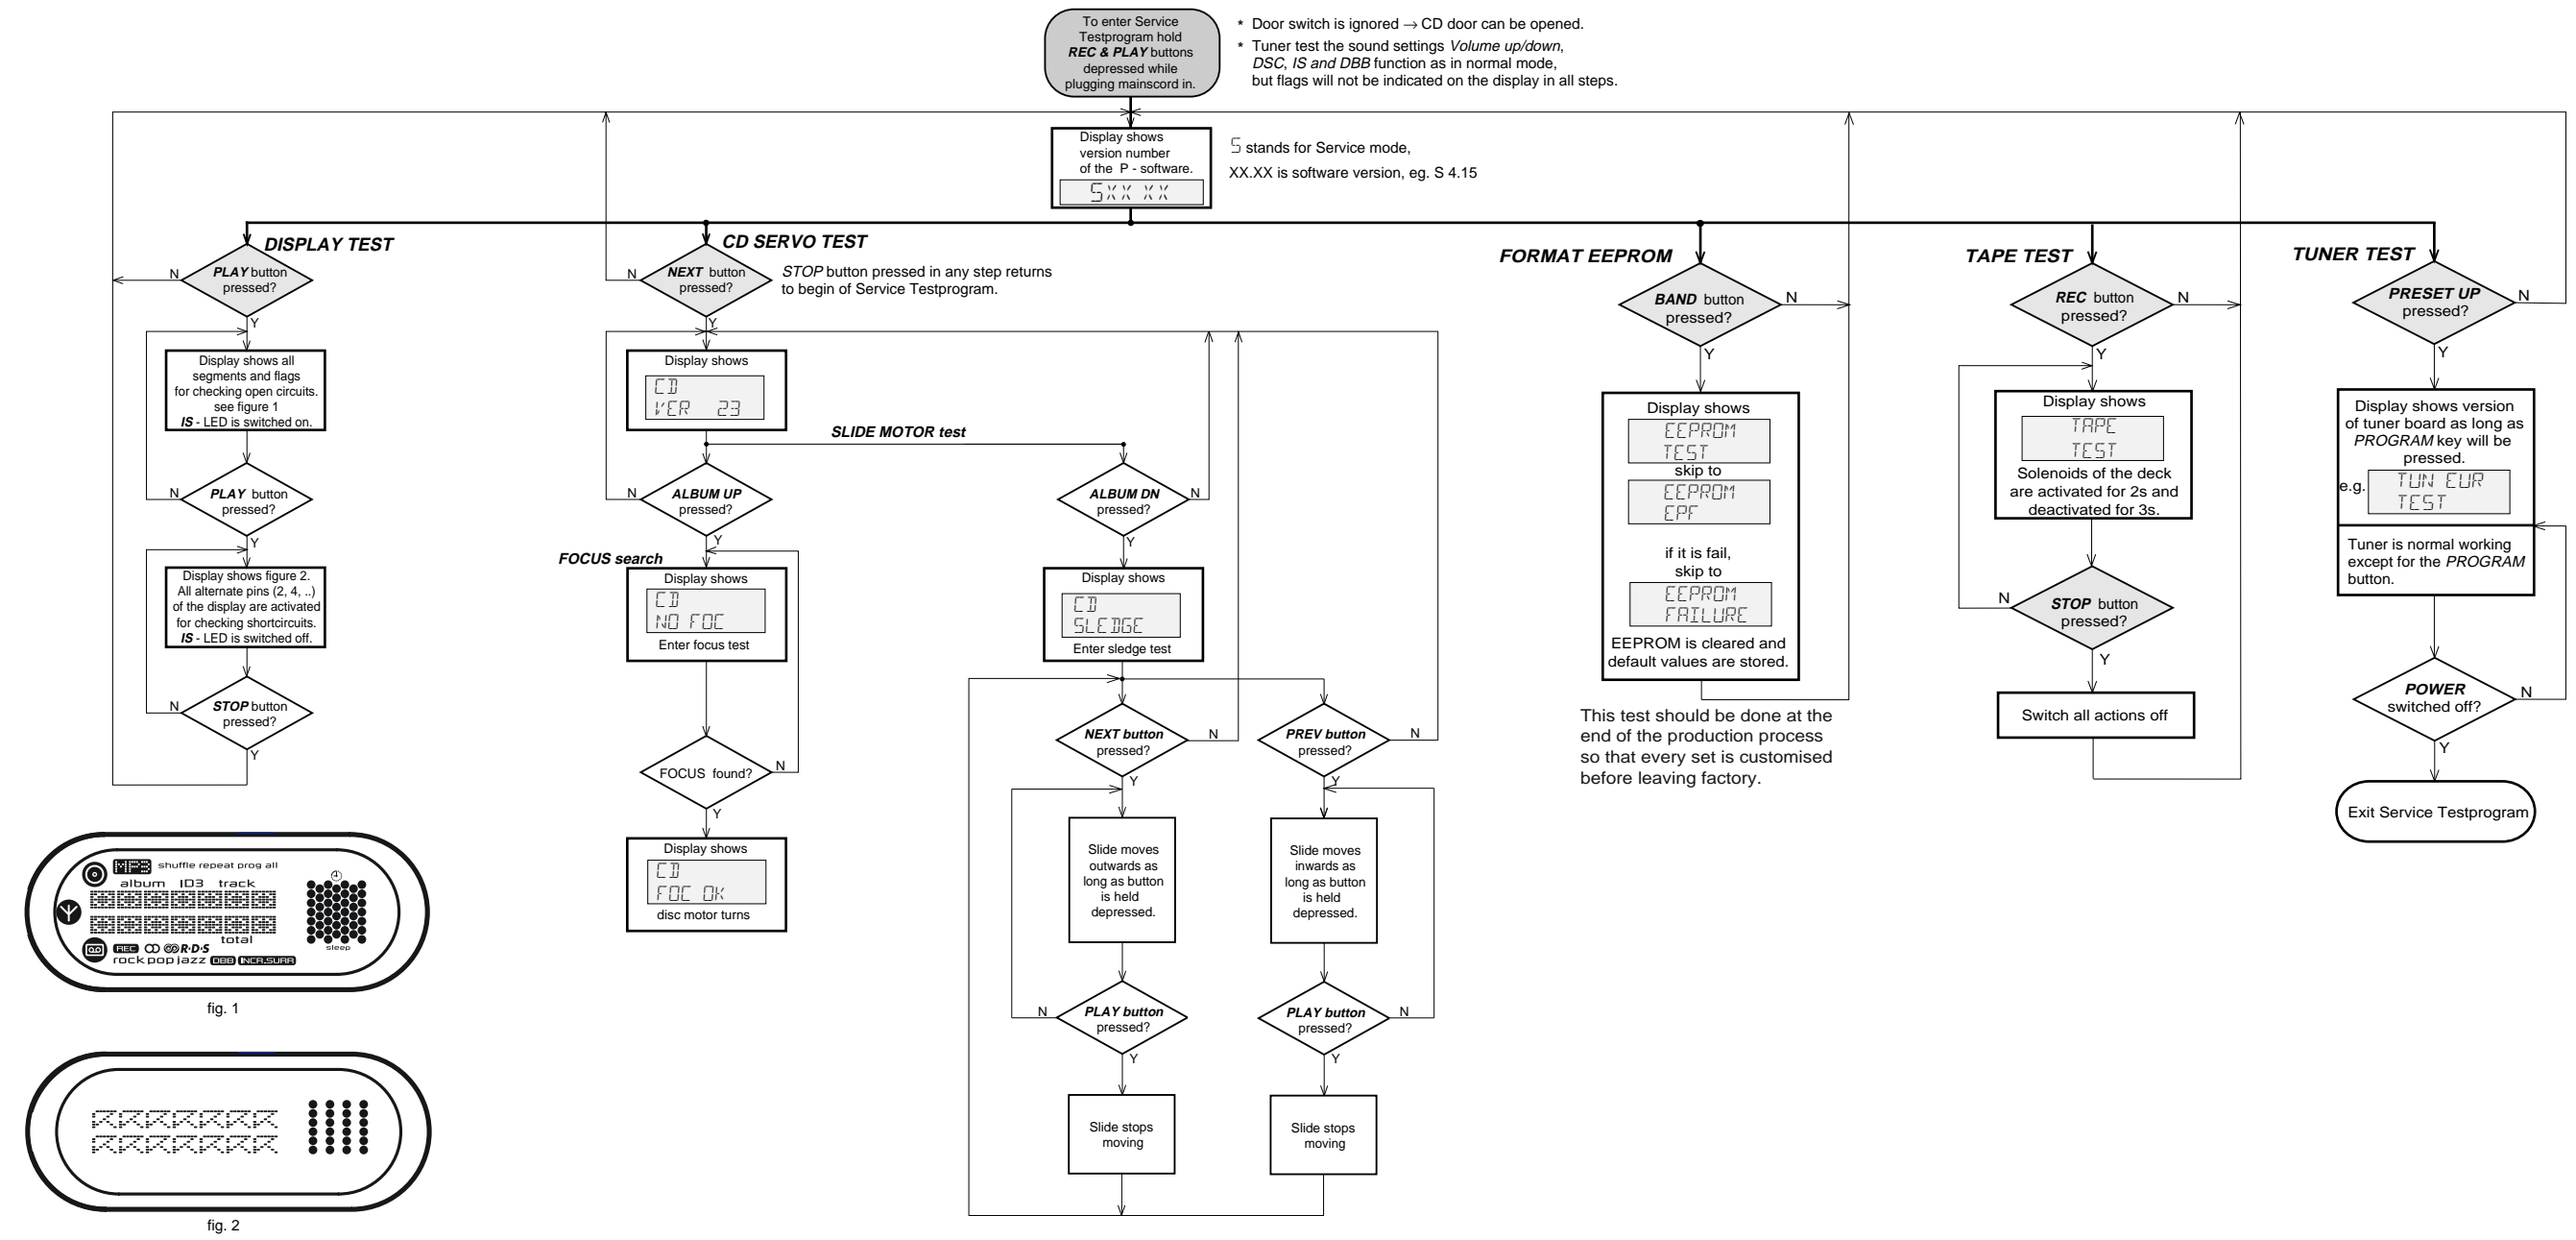 To enter Service
Testprogram hold
REC & PLAY buttons
depressed while
plugging mainscord in.
* Door switch is ignored → CD door can be opened.
* Tuner test the sound settings Volume up/down,
DSC, IS and DBB function as in normal mode,
but flags will not be indicated on the display in all steps.
Display shows
version number
of the P - software.
SXX XX
S stands for Service mode,
XX.XX is software version, eg. S 4.15
DISPLAY TEST
PLAY button
pressed?
N
Y
Display shows all
segments and flags
for checking open circuits.
see figure 1
IS - LED is switched on.
PLAY button
pressed?
N
Y
Display shows figure 2.
All alternate pins (2, 4, ..)
of the display are activated
for checking shortcircuits.
IS - LED is switched off.
STOP button
pressed?
N
Y
CD SERVO TEST
NEXT button
pressed?
N
Y
STOP button pressed in any step returns
to begin of Service Testprogram.
Display shows
CD
VER 23
SLIDE MOTOR test
ALBUM UP
pressed?
N
Y
FOCUS search
Display shows
CD
NO FOC
Enter focus test
FOCUS found?
N
Y
Display shows
CD
FOC OK
disc motor turns
ALBUM DN
pressed?
N
Y
Display shows
CD
SLEDGE
Enter sledge test
NEXT button
pressed?
N
Y
Slide moves
outwards as
long as button
is held
depressed.
PLAY button
pressed?
N
Y
Slide stops
moving
PREV button
pressed?
N
Y
Slide moves
inwards as
long as button
is held
depressed.
PLAY button
pressed?
N
Y
Slide stops
moving
FORMAT EEPROM
BAND button
pressed?
N
Y
Display shows
EEPROM
TEST
skip to
EEPROM
EPF
if it is fail,
skip to
EEPROM
FAILURE
EEPROM is cleared and
default values are stored.
This test should be done at the
end of the production process
so that every set is customised
before leaving factory.
TAPE TEST
REC button
pressed?
N
Y
Display shows
TAPE
TEST
Solenoids of the deck
are activated for 2s and
deactivated for 3s.
STOP button
pressed?
N
Y
Switch all actions off
TUNER TEST
PRESET UP
pressed?
N
Y
Display shows version
of tuner board as long as
PROGRAM key will be
pressed.
e.g. TUN EUR
TEST
Tuner is normal working
except for the PROGRAM
button.
POWER
switched off?
N
Y
Exit Service Testprogram
MP3 shuffle repeat prog all
album ID3 track
total
REC R·D·S
sleep
rock pop jazz DBB INCR.SURR
fig. 1
fig. 2